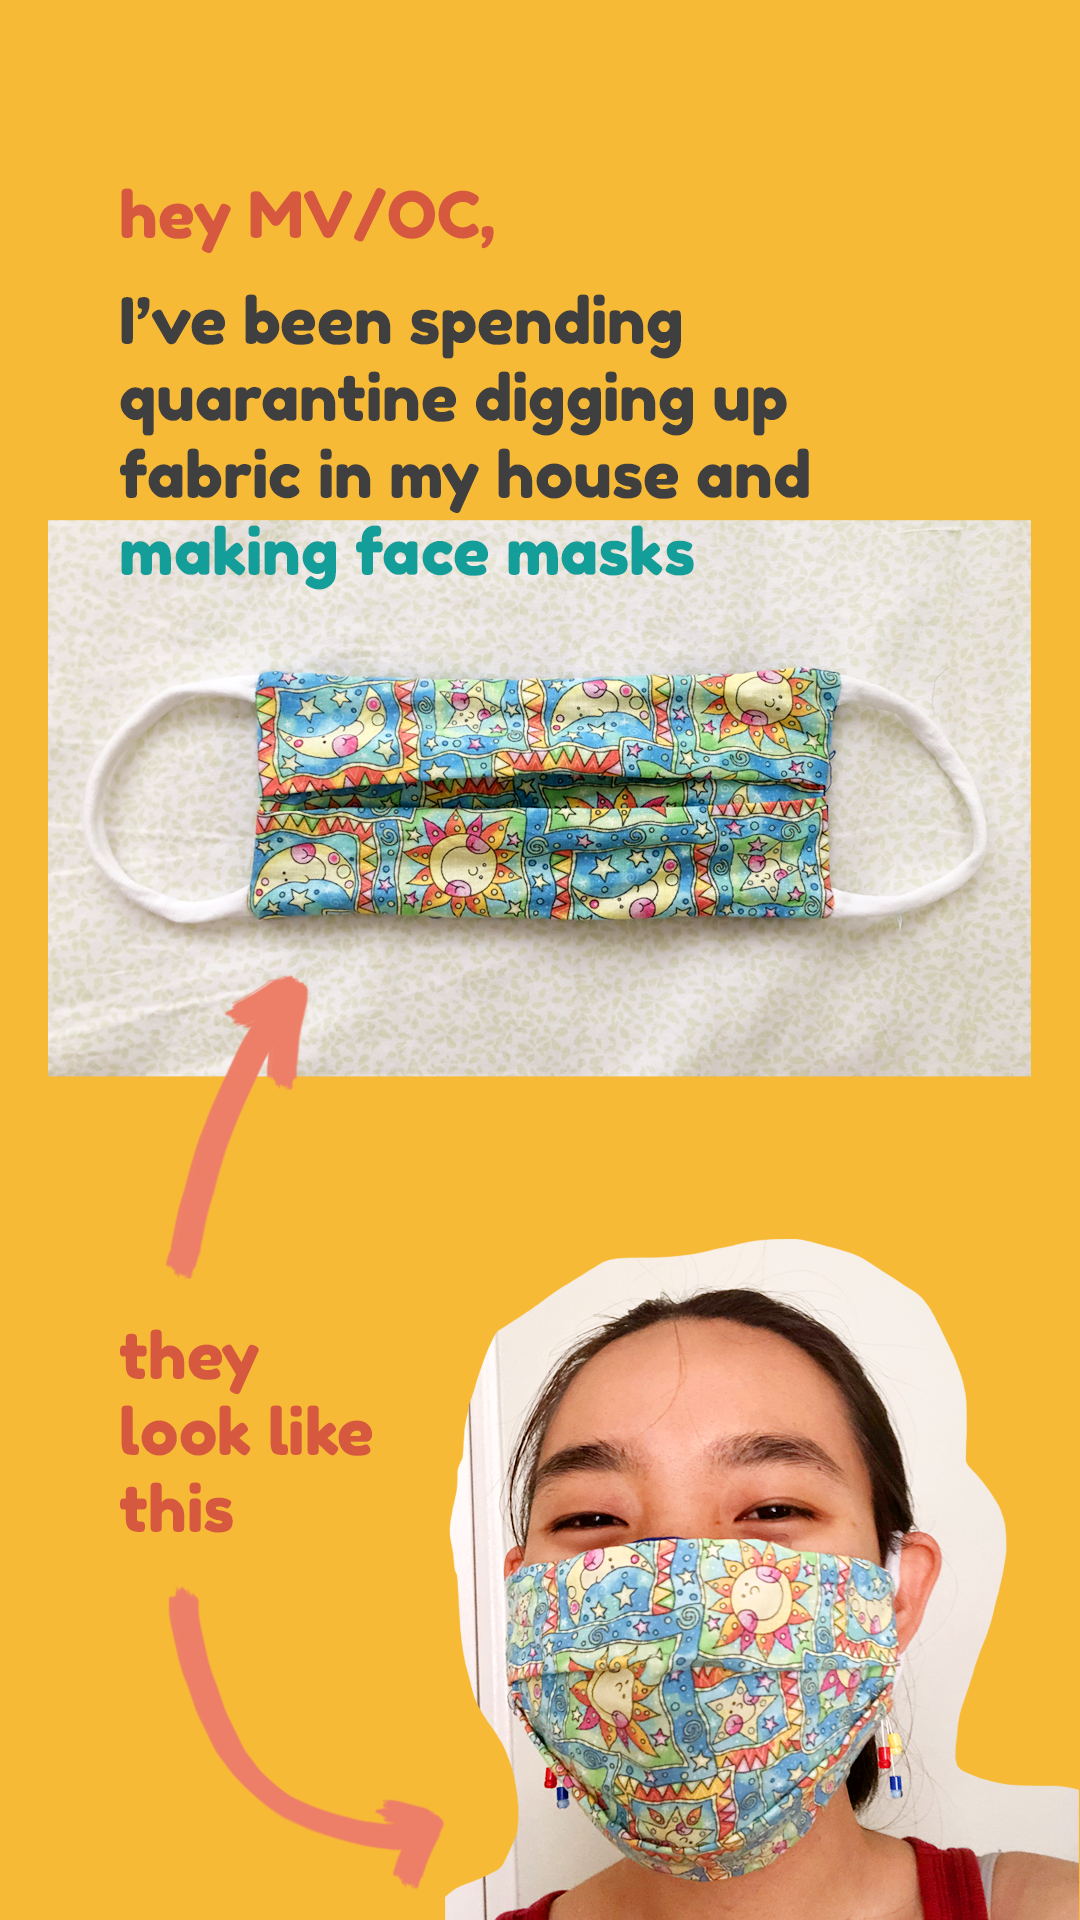 hey MV/OC,
I’ve been spending
quarantine digging up
fabric in my house and
making face masks
they
look like
this